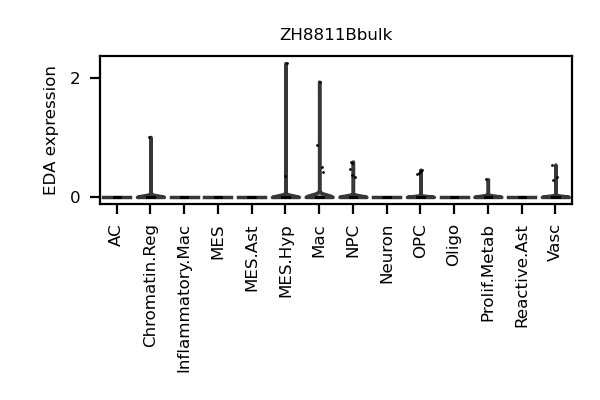 ZH8811Bbulk
EDA expression
2
0
AC
Chromatin.Reg
Inflammatory.Mac
MES
MES.Ast
MES.Hyp
Mac
NPC
Neuron
OPC
Oligo
Prolif.Metab
Reactive.Ast
Vasc